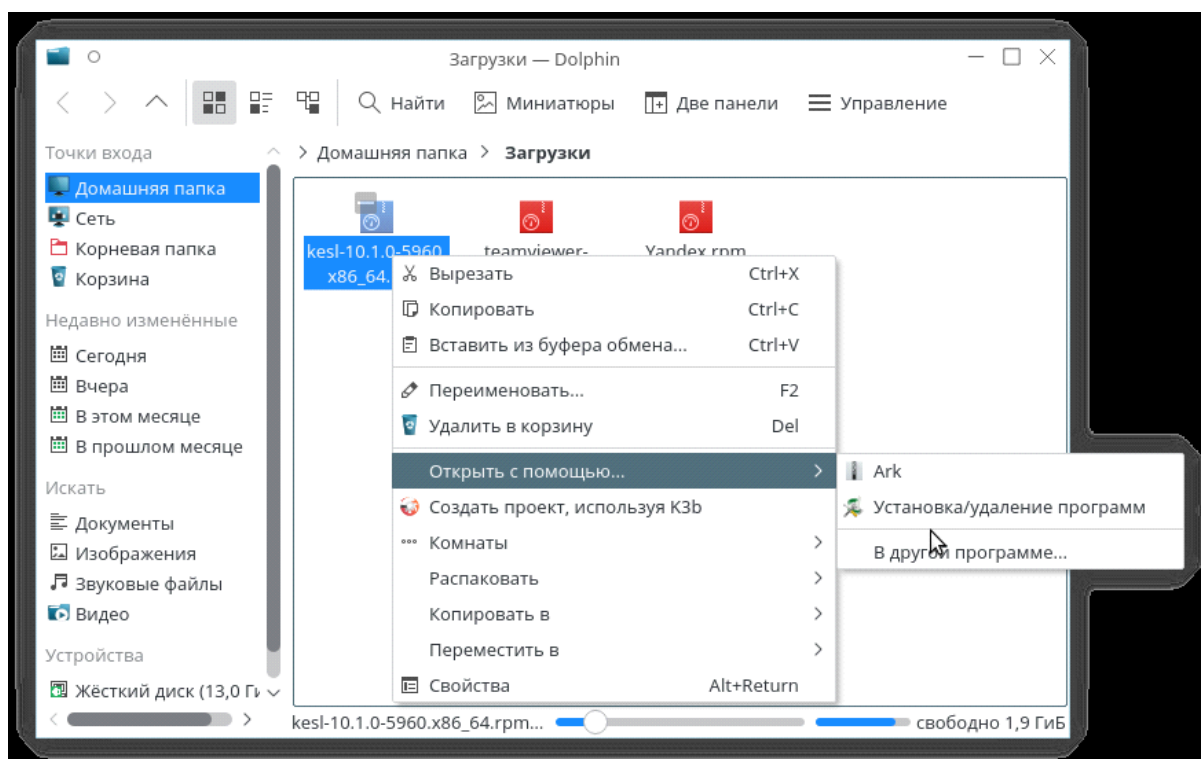 Загрузки — Dolphin
Найти Миниатюры Две панели Управление
Точки входа
Домашняя папка
Сеть
Корневая папка
Корзина
Недавно изменённые
Сегодня
Вчера
В этом месяце
В прошлом месяце
Искать
Документы
Изображения
Звуковые файлы
Видео
Устройства
Жёсткий диск (13,0 Ги
> Домашняя папка > Загрузки
kesl-10.1.0-5960.
x86_64.
teamviewer-
Yandex.rpm
Вырезать Ctrl+X
Копировать Ctrl+C
Вставить из буфера обмена... Ctrl+V
Переименовать... F2
Удалить в корзину Del
Открыть с помощью...
Создать проект, используя K3b
Комнаты
Распаковать
Копировать в
Переместить в
Свойства Alt+Return
Ark
Установка/удаление программ
В другой программе...
kesl-10.1.0-5960.x86_64.rpm...
свободно 1,9 ГиБ